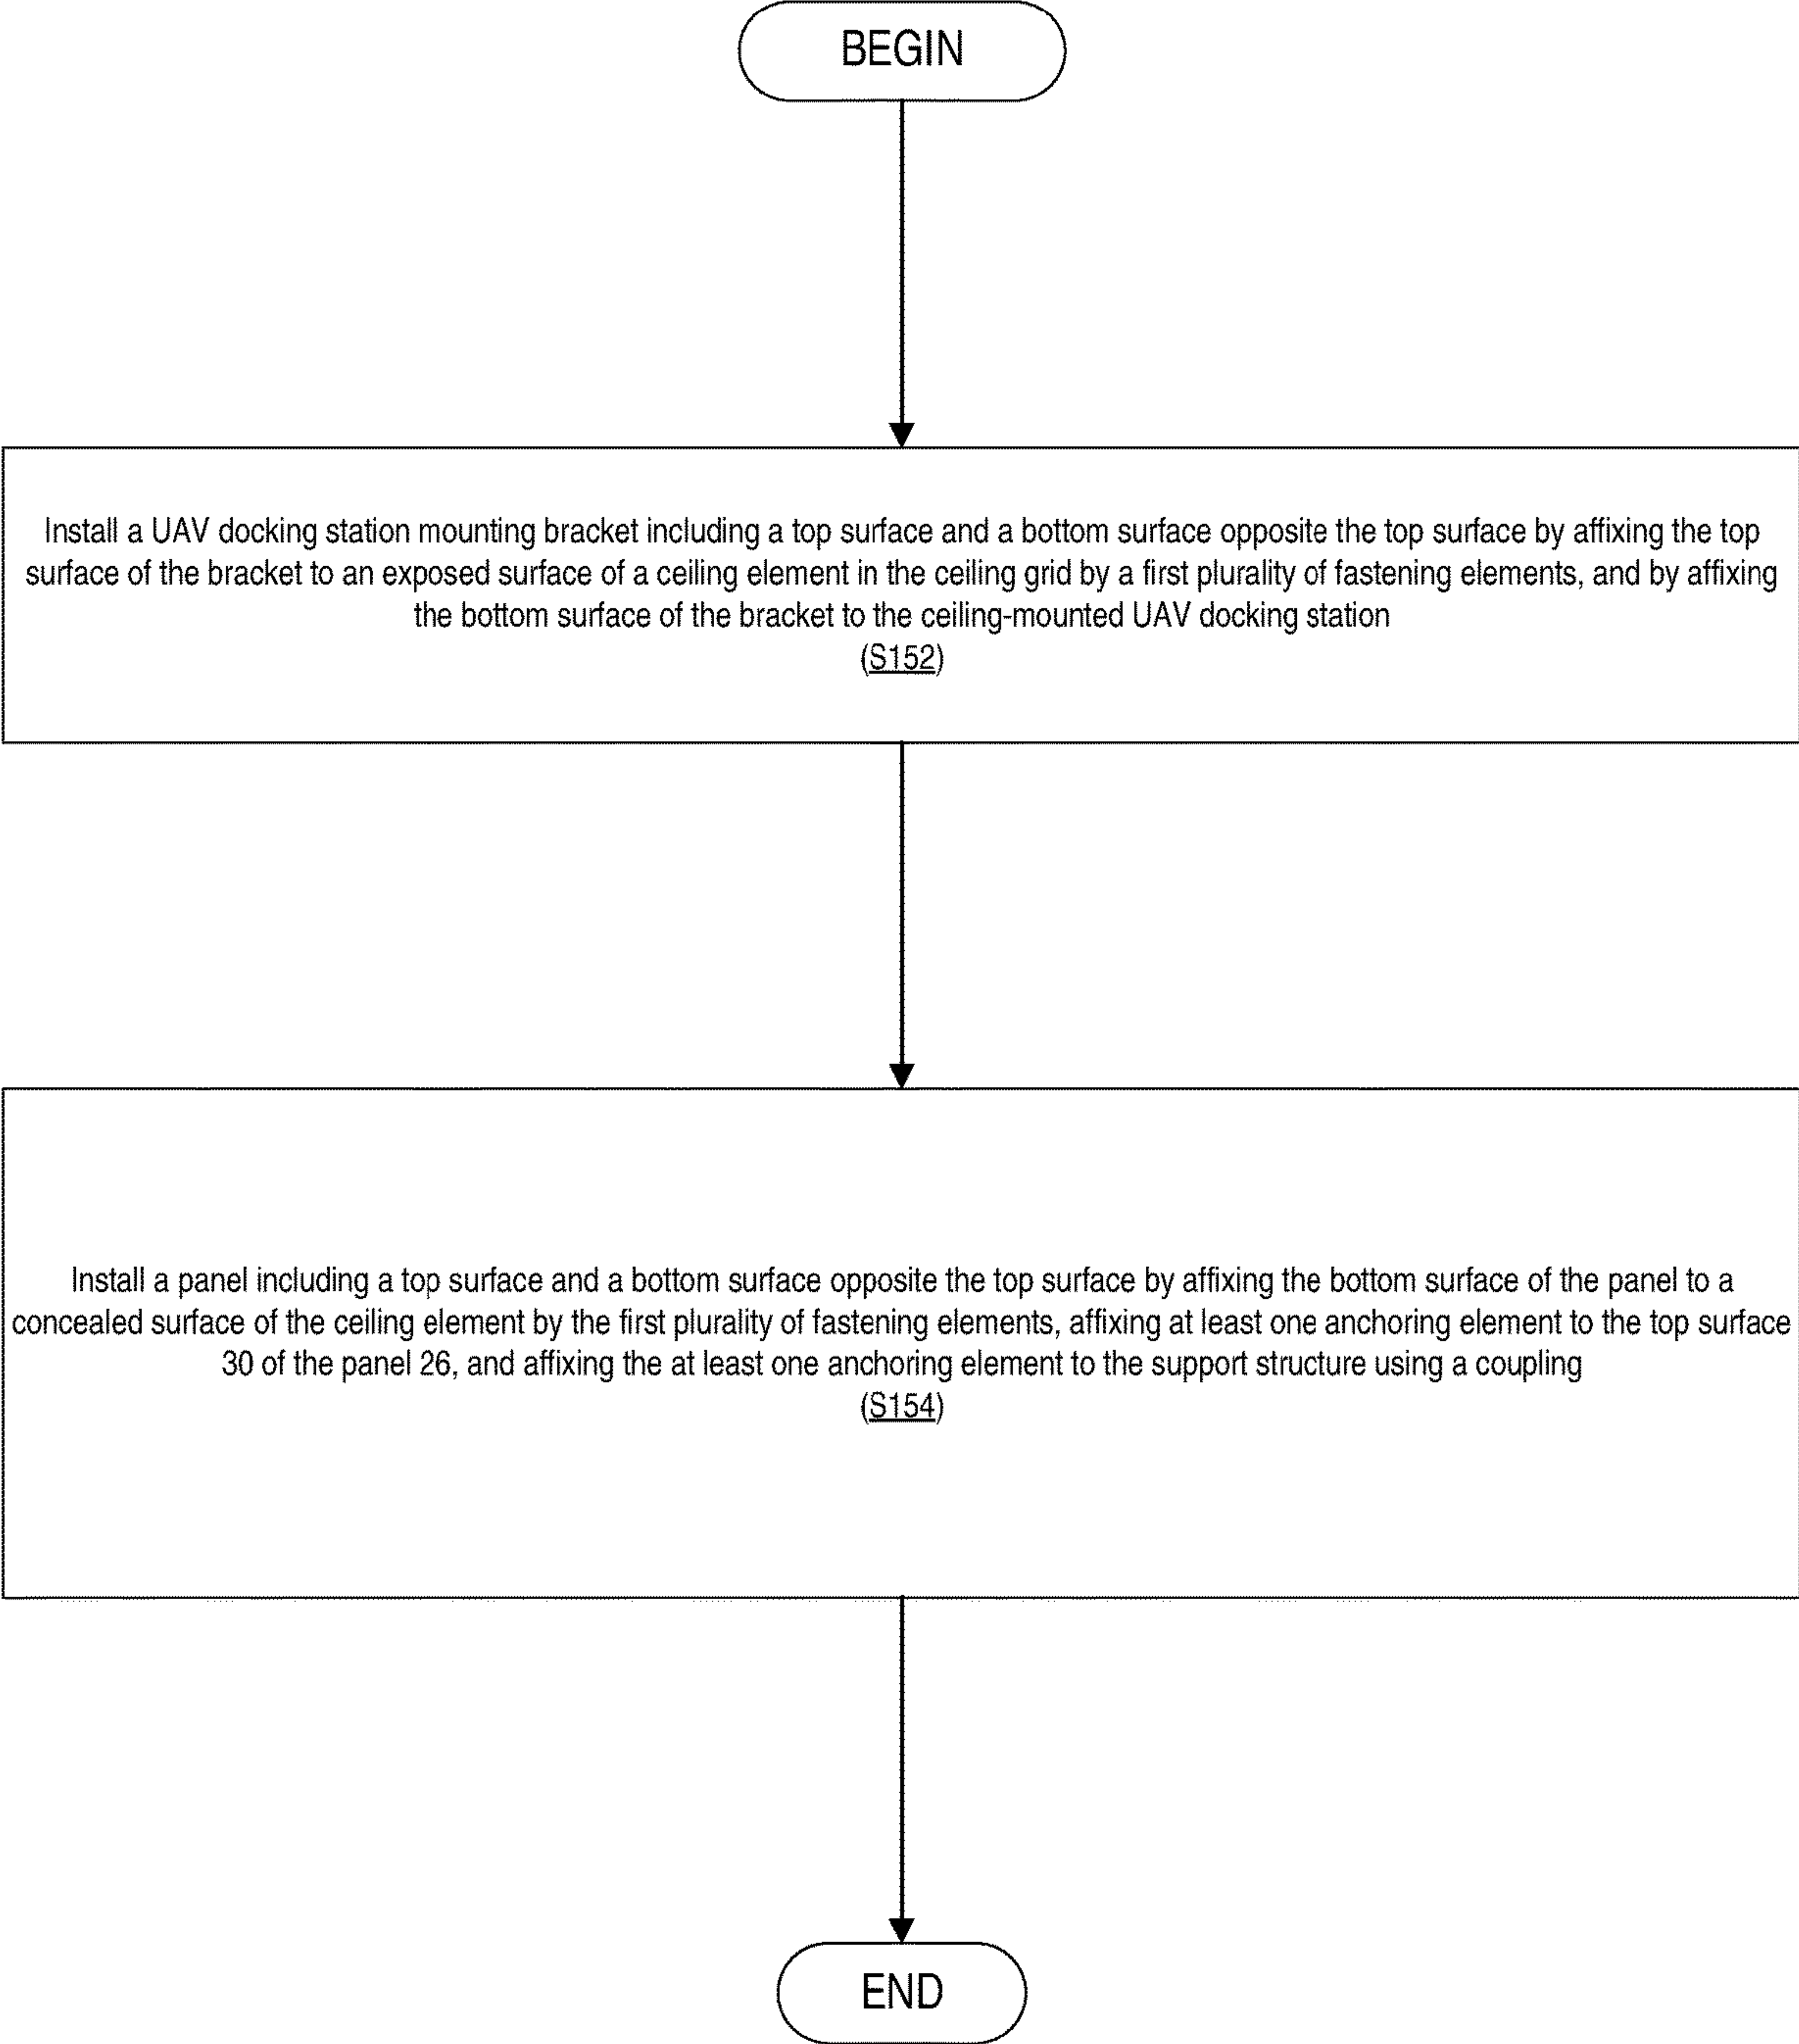 BEGIN
Install a UAV docking station mounting bracket including a top surface and a bottom surface opposite the top surface by affixing the top
surface of the bracket to an exposed surface of a ceiling element in the ceiling grid by a first plurality of fastening elements, and by affixing
the bottom surface of the bracket to the ceiling-mounted UAV docking station
(S152)
Install a panel including a top surface and a bottom surface opposite the top surface by affixing the bottom surface of the panel to a
concealed surface of the ceiling element by the first plurality of fastening elements, affixing at least one anchoring element to the top surface
30 of the panel 26, and affixing the at least one anchoring element to the support structure using a coupling
(S154)
END